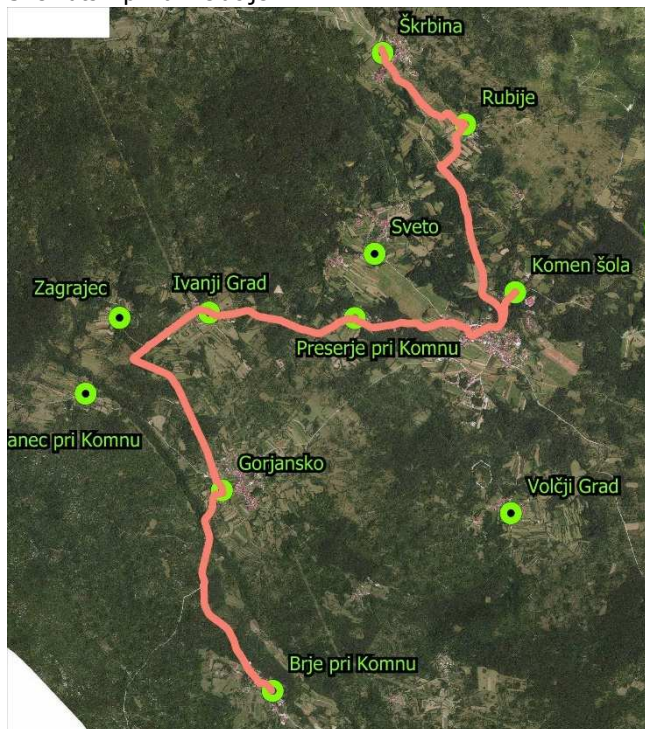 Škrbina
Rubije
Sveto
Komen šola
Ivanji Grad
Zagrajec
Preserje pri Komnu
anec pri Komnu
Gorjansko
Volčji Grad
Brje pri Komnu